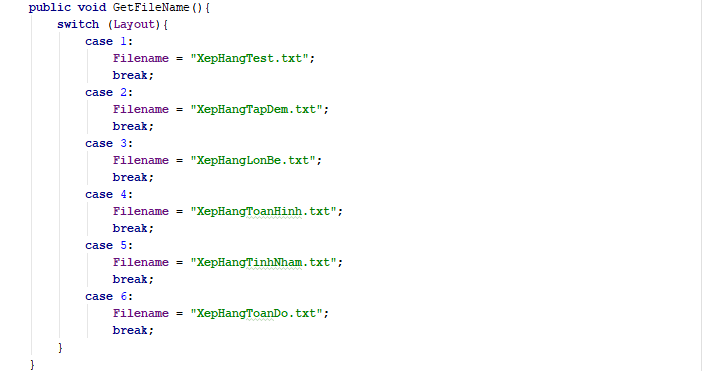 public void GetFileName(){
switch (Layout){
case 1:
Filename = "XepHangTest.txt";
break;
case 2:
Filename = "XepHangTapDem.txt";
break;
case 3:
Filename = "XepHangLonBe.txt";
break;
case 4:
Filename = "XepHangToanHinh.txt";
break;
case 5:
Filename = "XepHangTinhNham.txt";
break;
case 6:
Filename = "XepHangToanDo.txt";
break;
}
}